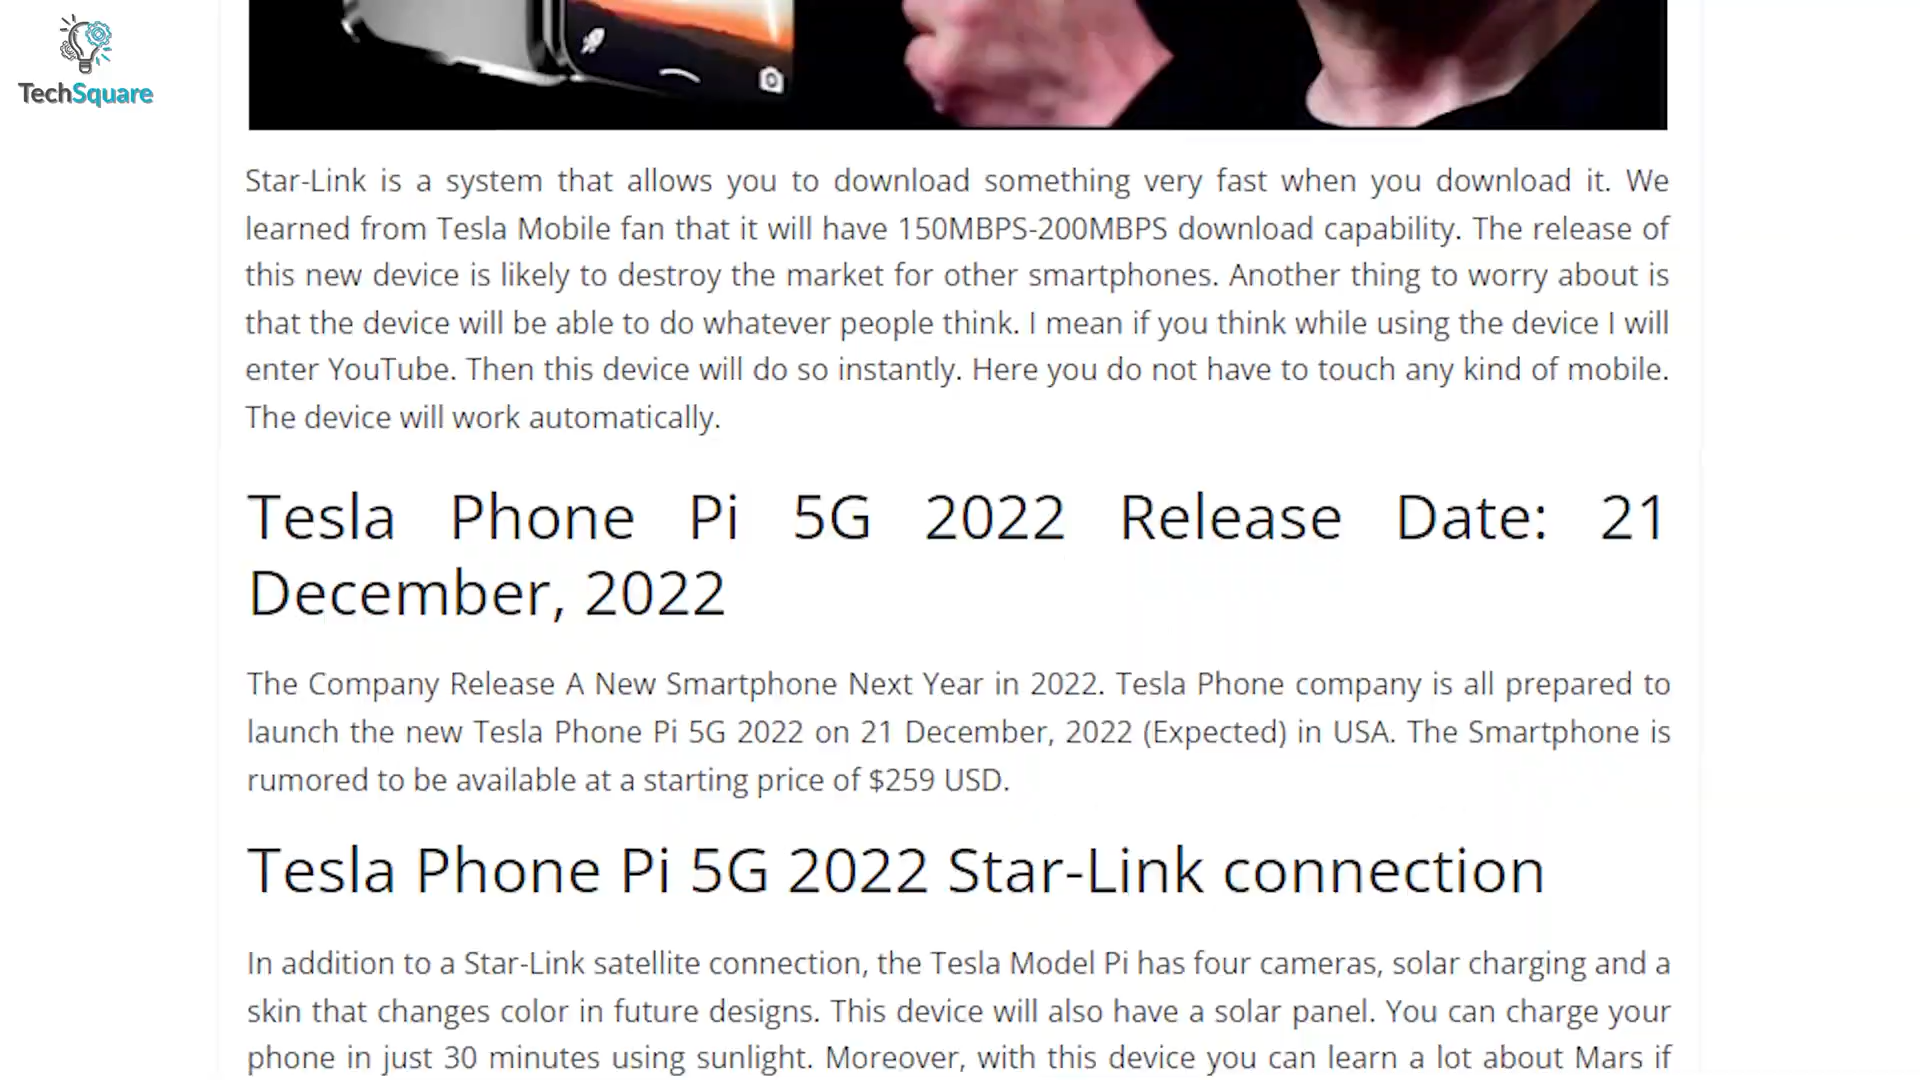 TechSquare
Star-Link is a system that allows you to download something very fast when you download it. We
learned from Tesla Mobile fan that it will have 150MBPS-200MBPS download capability. The release of
this new device is likely to destroy the market for other smartphones. Another thing to worry about is
that the device will be able to do whatever people think. I mean if you think while using the device I will
enter YouTube. Then this device will do so instantly. Here you do not have to touch any kind of mobile.
The device will work automatically.
Tesla Phone Pi 5G 2022 Release Date: 21
December, 2022
The Company Release A New Smartphone Next Year in 2022. Tesla Phone company is all prepared to
launch the new Tesla Phone Pi 5G 2022 on 21 December, 2022 (Expected) in USA. The Smartphone is
rumored to be available at a starting price of $259 USD.
Tesla Phone Pi 5G 2022 Star-Link connection
In addition to a Star-Link satellite connection, the Tesla Model Pi has four cameras, solar charging and a
skin that changes color in future designs. This device will also have a solar panel. You can charge your
phone in just 30 minutes using sunlight. Moreover, with this device you can learn a lot about Mars if